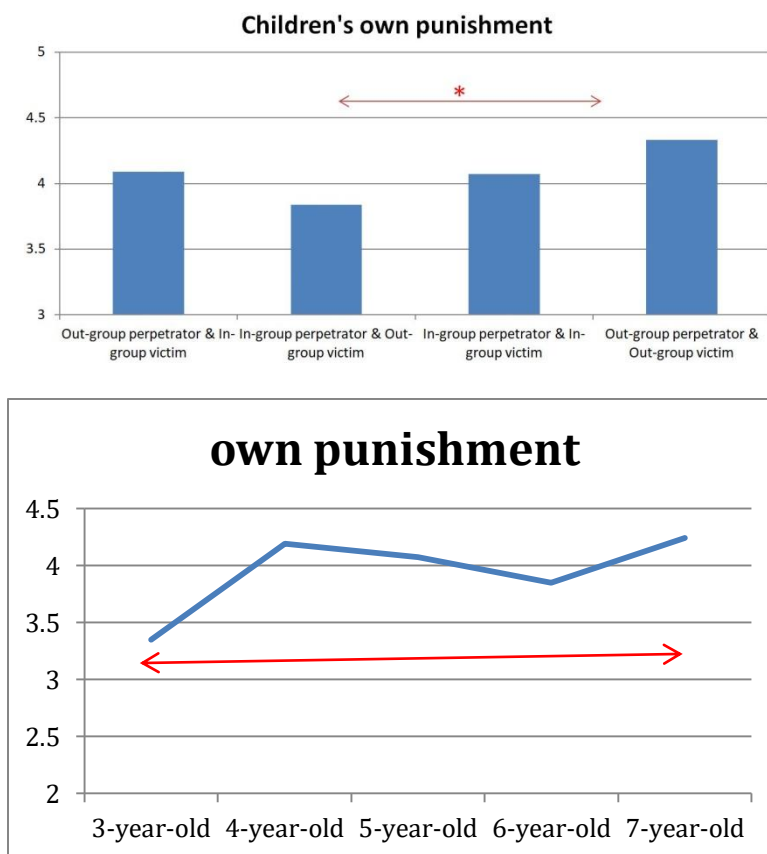 Children's own punishment
5
*
4.5
4
3.5
3
Out-group perpetrator & In-
group victim
In-group perpetrator & Out-
group victim
In-group perpetrator & In-
group victim
Out-group perpetrator &
Out-group victim
own punishment
4.5
4
3.5
3
2.5
2
3-year-old 4-year-old 5-year-old 6-year-old 7-year-old